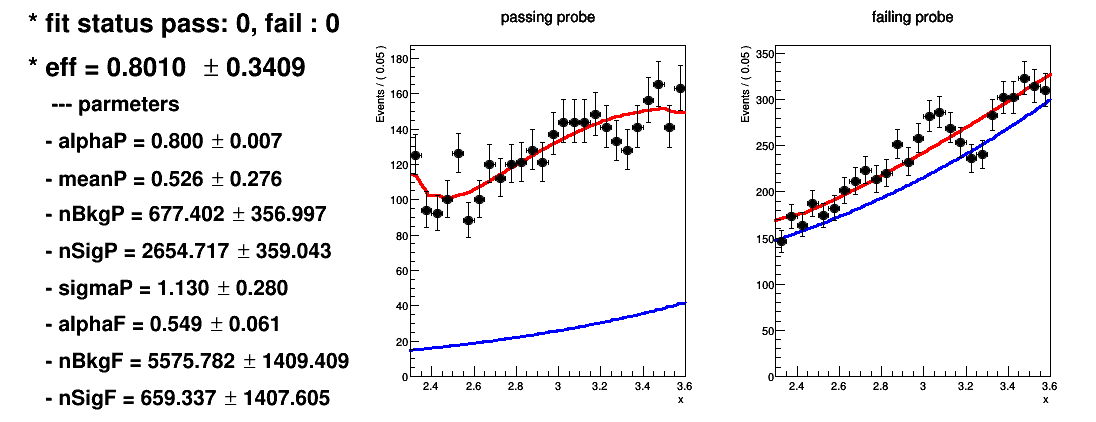 * fit status pass: 0, fail : 0
* eff = 0.8010 ± 0.3409
--- parmeters
- alphaP = 0.800 ± 0.007
- meanP = 0.526 ± 0.276
- nBkgP = 677.402 ± 356.997
- nSigP = 2654.717 ± 359.043
- sigmaP = 1.130 ± 0.280
- alphaF = 0.549 ± 0.061
- nBkgF = 5575.782 ± 1409.409
- nSigF = 659.337 ± 1407.605
passing probe
Events / ( 0.05 )
180
160
140
120
100
80
60
40
20
0
2.4 2.6 2.8 3 3.2 3.4 3.6
x
failing probe
Events / ( 0.05 )
350
300
250
200
150
100
50
0
2.4 2.6 2.8 3 3.2 3.4 3.6
x